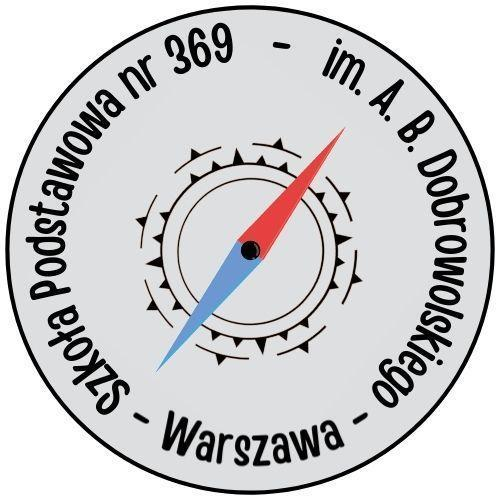 Szkoła Podstawowa nr 369 - im. A. B. Dobrowolskiego
- Warszawa -